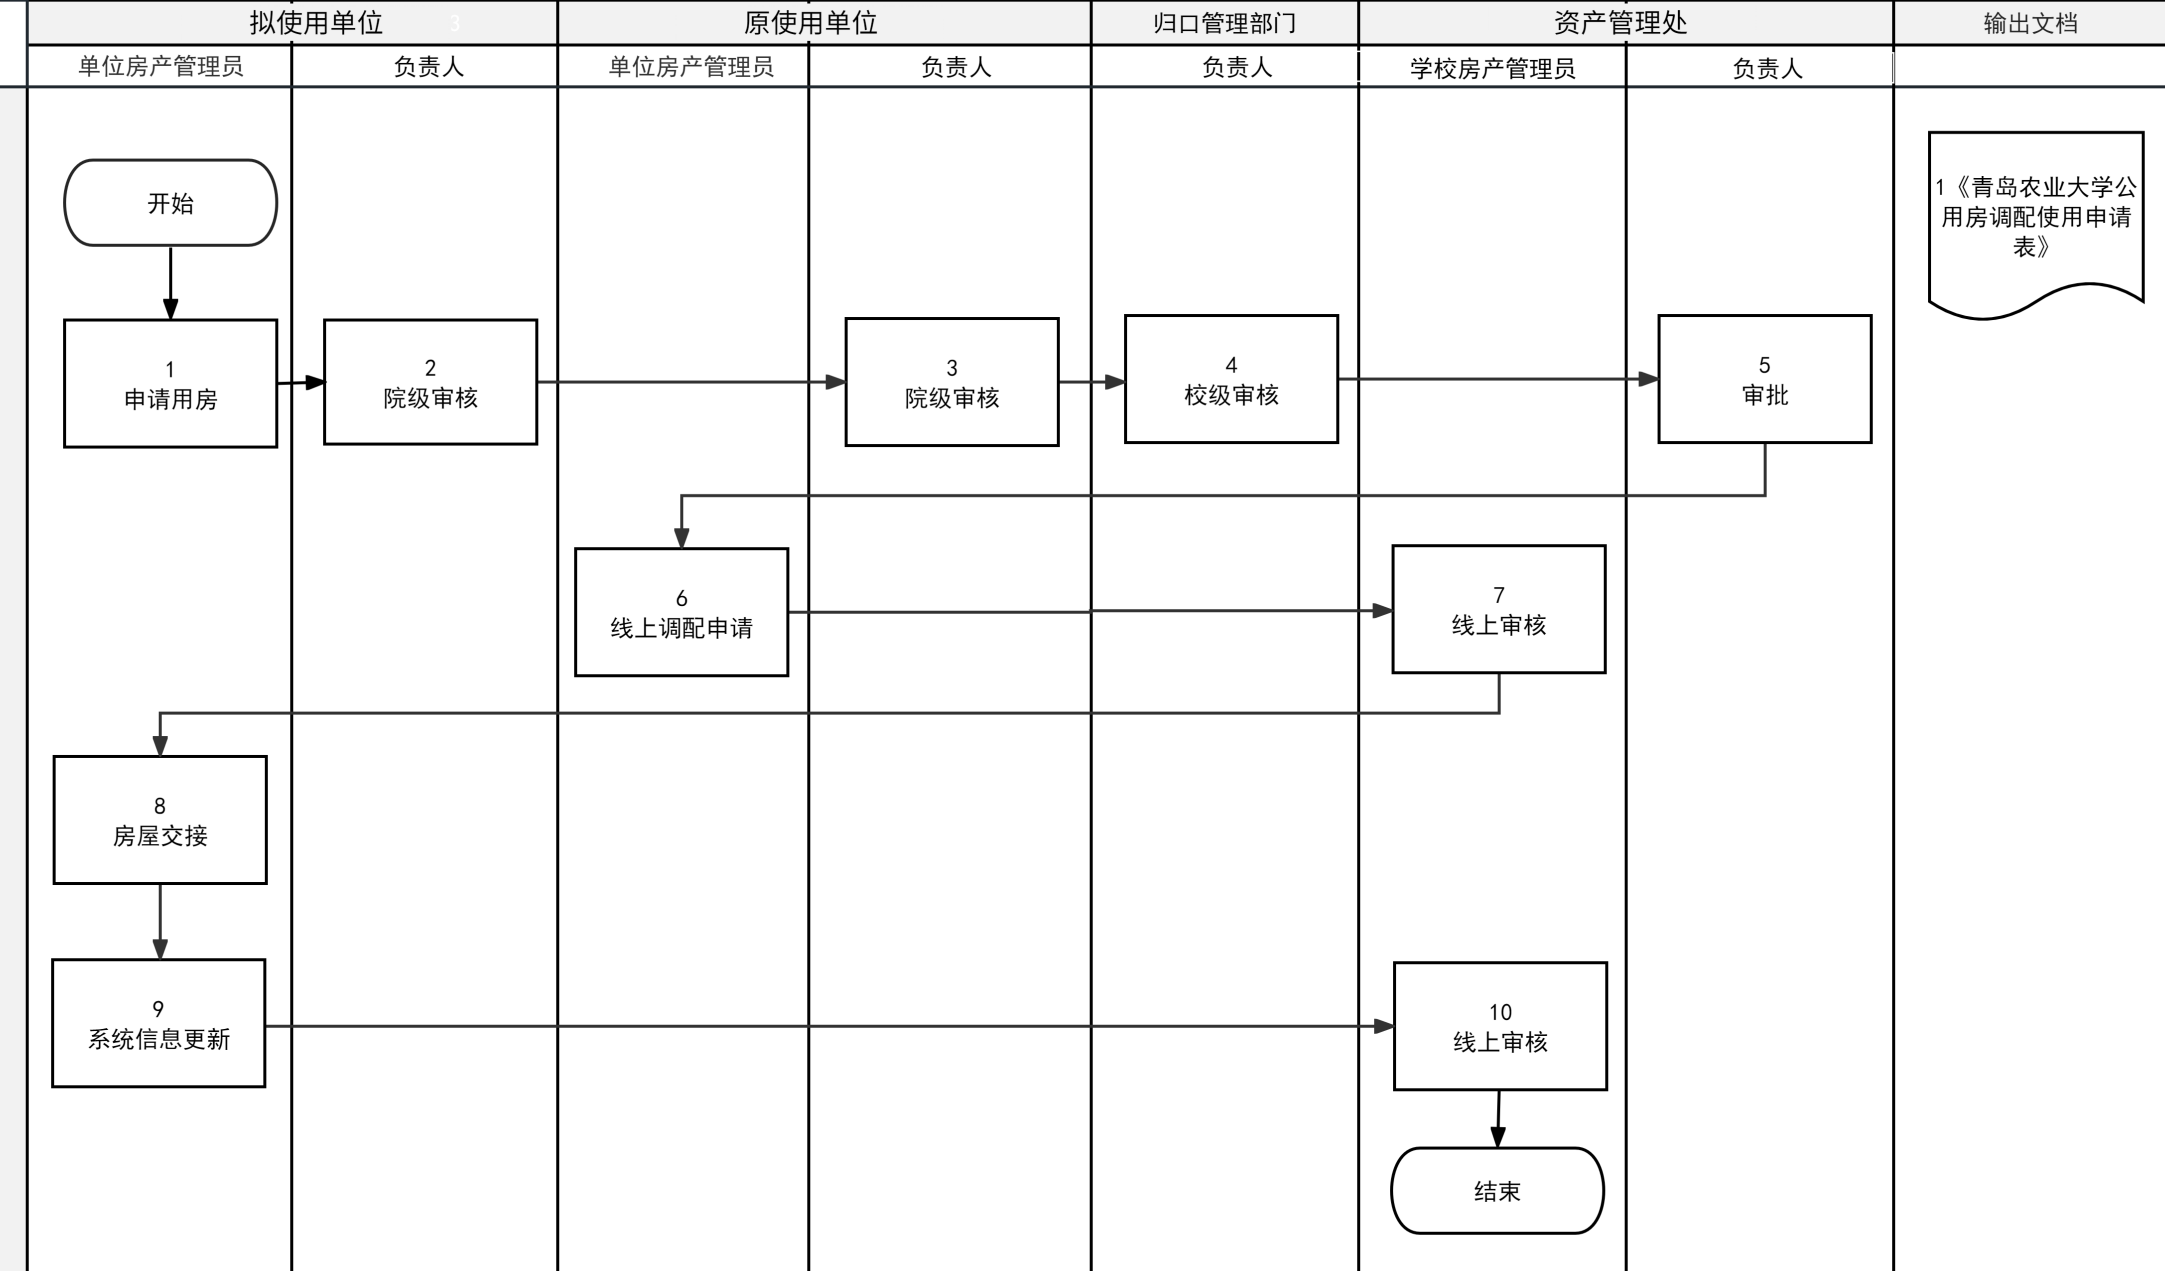 拟使用单位
3
原使用单位
归口管理部门
资产管理处
输出文档
单位房产管理员
负责人
单位房产管理员
负责人
负责人
学校房产管理员
负责人
开始
1《青岛农业大学公
用房调配使用申请
表》
1
申请用房
2
院级审核
3
院级审核
4
校级审核
5
审批
6
线上调配申请
7
线上审核
8
房屋交接
9
系统信息更新
10
线上审核
结束